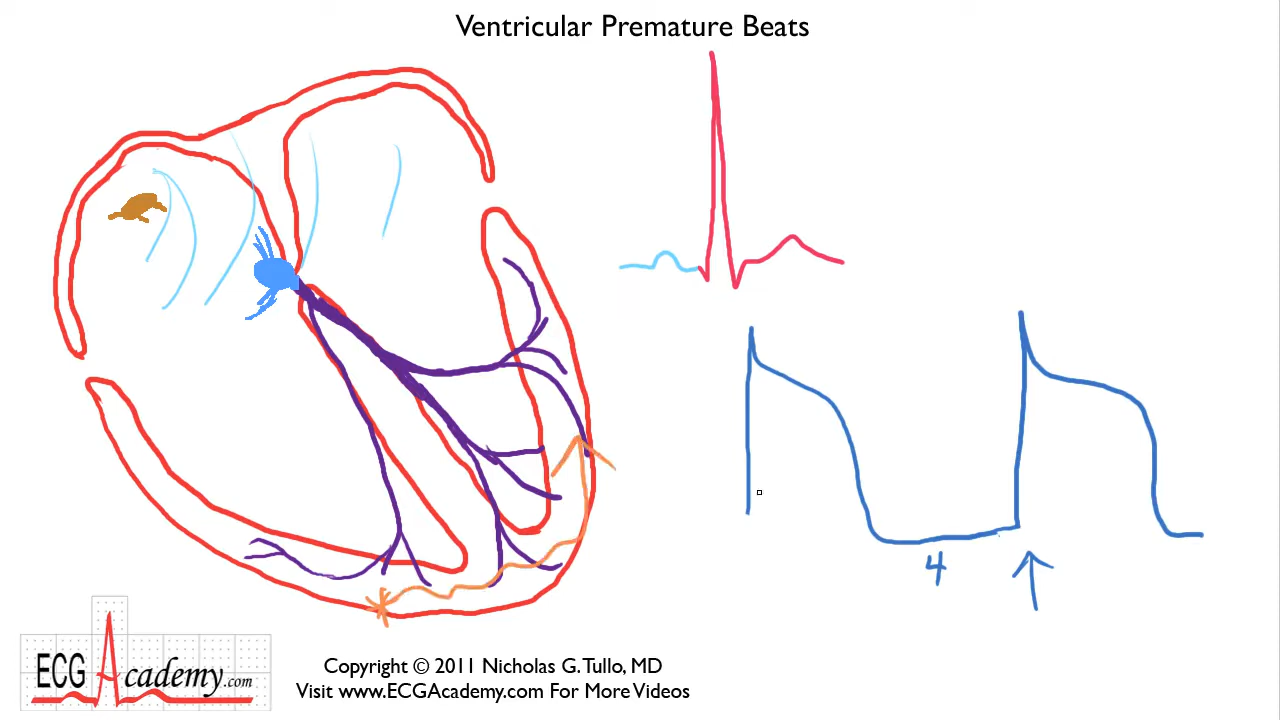 Ventricular Premature Beats
4
ECG Academy.com
Copyright © 2011 Nicholas G. Tullo, MD
Visit www.ECGAcademy.com For More Videos